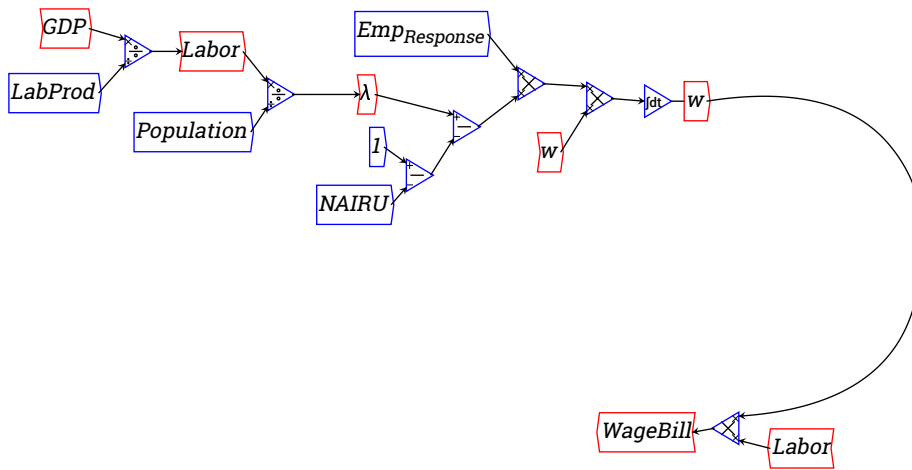 GDP
LabProd
÷
Labor
Population
÷
λ
1
NAIRU
+
−
+
−
Emp_Response
×
w
×
∫dt
w
WageBill
×
Labor